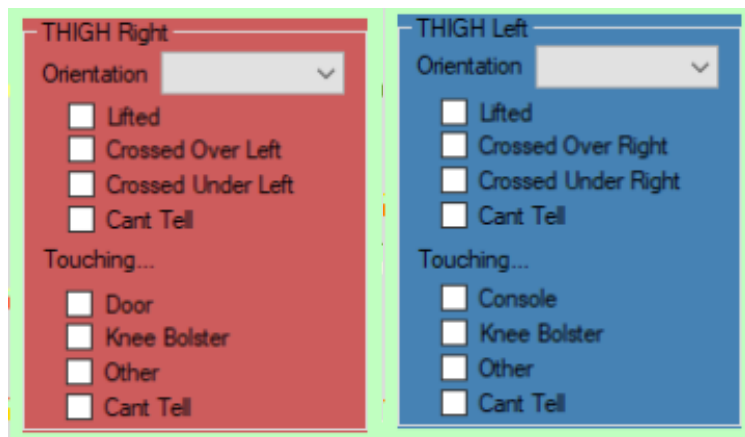 THIGH Right
Orientation
Lifted
Crossed Over Left
Crossed Under Left
Cant Tell
Touching...
Door
Knee Bolster
Other
Cant Tell
THIGH Left
Orientation
Lifted
Crossed Over Right
Crossed Under Right
Cant Tell
Touching...
Console
Knee Bolster
Other
Cant Tell